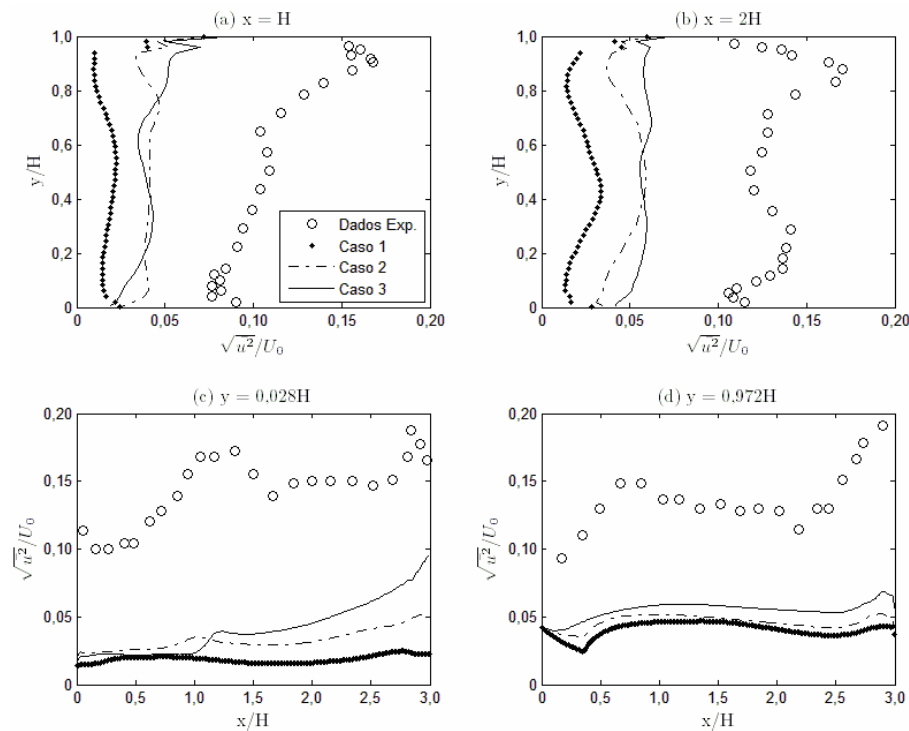 (a) x = H
1,0
0,8
0,6
0,4
0,2
0
y/H
0
0,05
0,10
0,15
0,20
√u²/U₀
Dados Exp.
Caso 1
Caso 2
Caso 3
(b) x = 2H
1,0
0,8
0,6
0,4
0,2
0
y/H
0
0,05
0,10
0,15
0,20
√u²/U₀
(c) y = 0,028H
0,20
0,15
0,10
0,05
0
√u²/U₀
0
0,5
1,0
1,5
2,0
2,5
3,0
x/H
(d) y = 0,972H
0,20
0,15
0,10
0,05
0
√u²/U₀
0
0,5
1,0
1,5
2,0
2,5
3,0
x/H